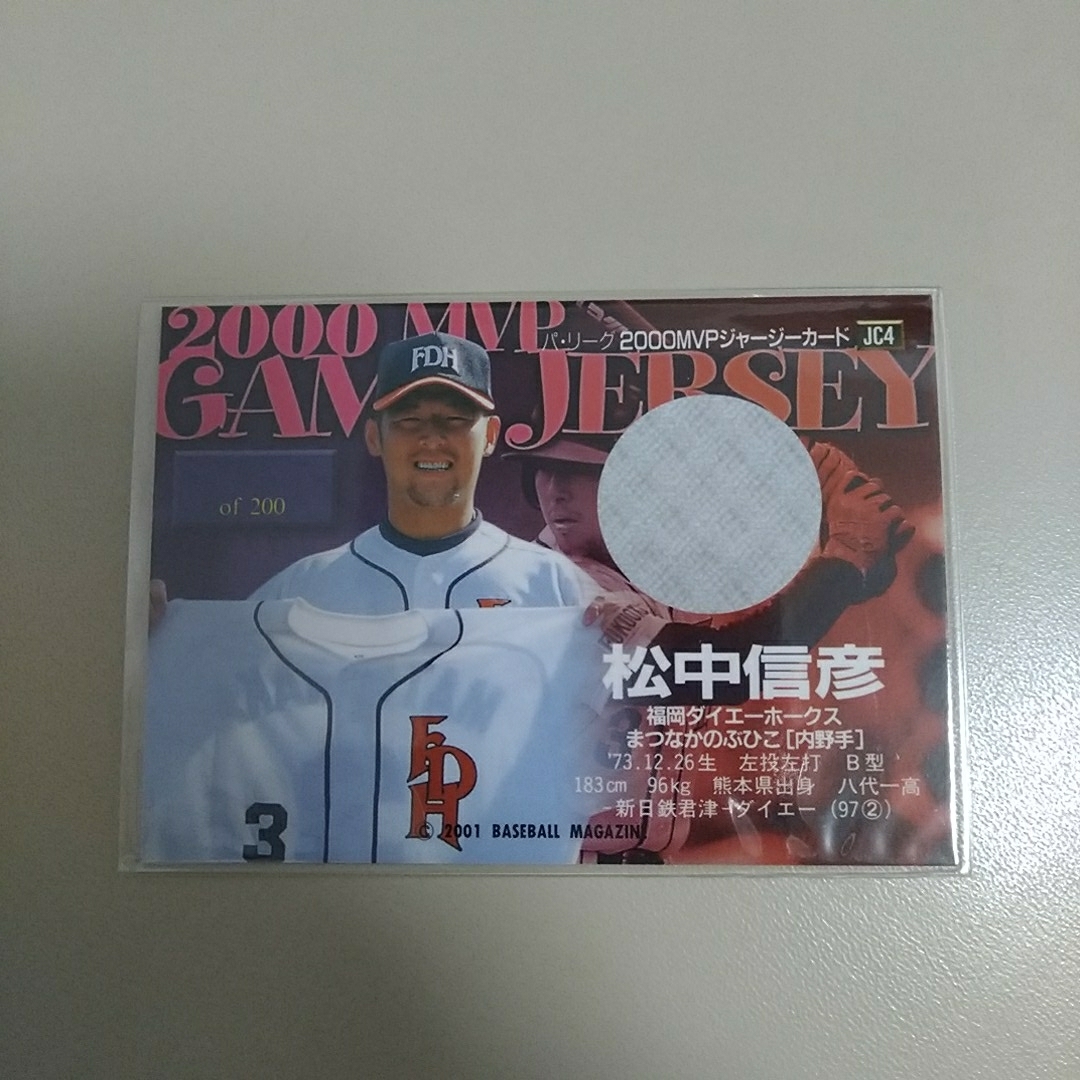 2000 MVP
パ・リーグ 2000MVPジャージーカード JC4
GAM JERSEY
FDH
of 200
松中信彦
福岡ダイエーホークス
まつなかのぶひこ［内野手］
'73.12.26生 左投左打 B型
183cm 96kg 熊本県出身 八代一高
-新日鉄君津-ダイエー (97②)
FDH
3
© 2001 BASEBALL MAGAZINE